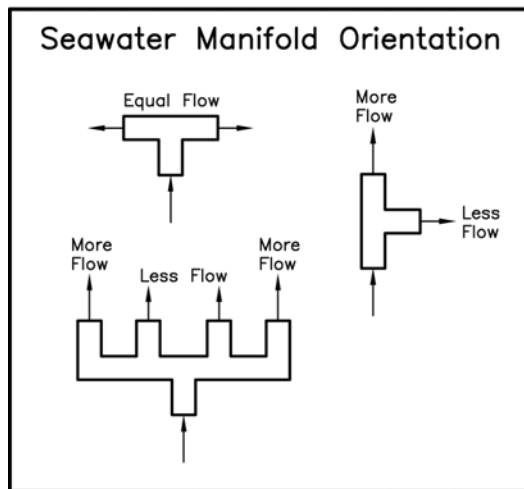 Seawater Manifold Orientation
Equal Flow
More
Flow
Less
Flow
More
Flow
Less Flow
More
Flow